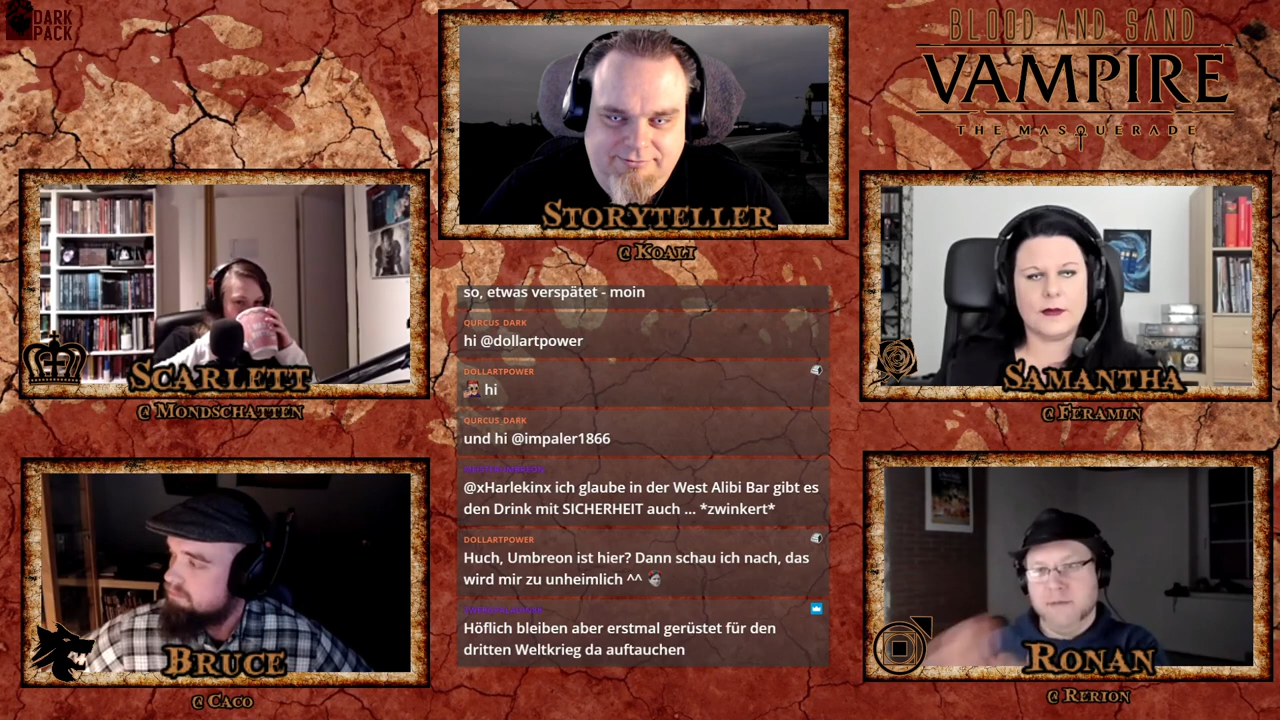 DARK
PACK
BLOOD AND SAND
VAMPIRE
THE MASQUERADE
STORYTELLER
@ KOALI
SCARLETT
@ MONDSCHATTEN
SAMANTHA
@ FERAMIN
so, etwas verspätet - moin
QURCUS_DARK
hi @dollartpower
DOLLARTPOWER
hi
QURCUS_DARK
und hi @impaler1866
@xHarlekinx ich glaube in der West Alibi Bar gibt es
den Drink mit SICHERHEIT auch ... *zwinkert*
DOLLARTPOWER
Huch, Umbreon ist hier? Dann schau ich nach, das
wird mir zu unheimlich ^^
Höflich bleiben aber erstmal gerüstet für den
dritten Weltkrieg da auftauchen
BRUCE
@ CACO
RONAN
@ RERION